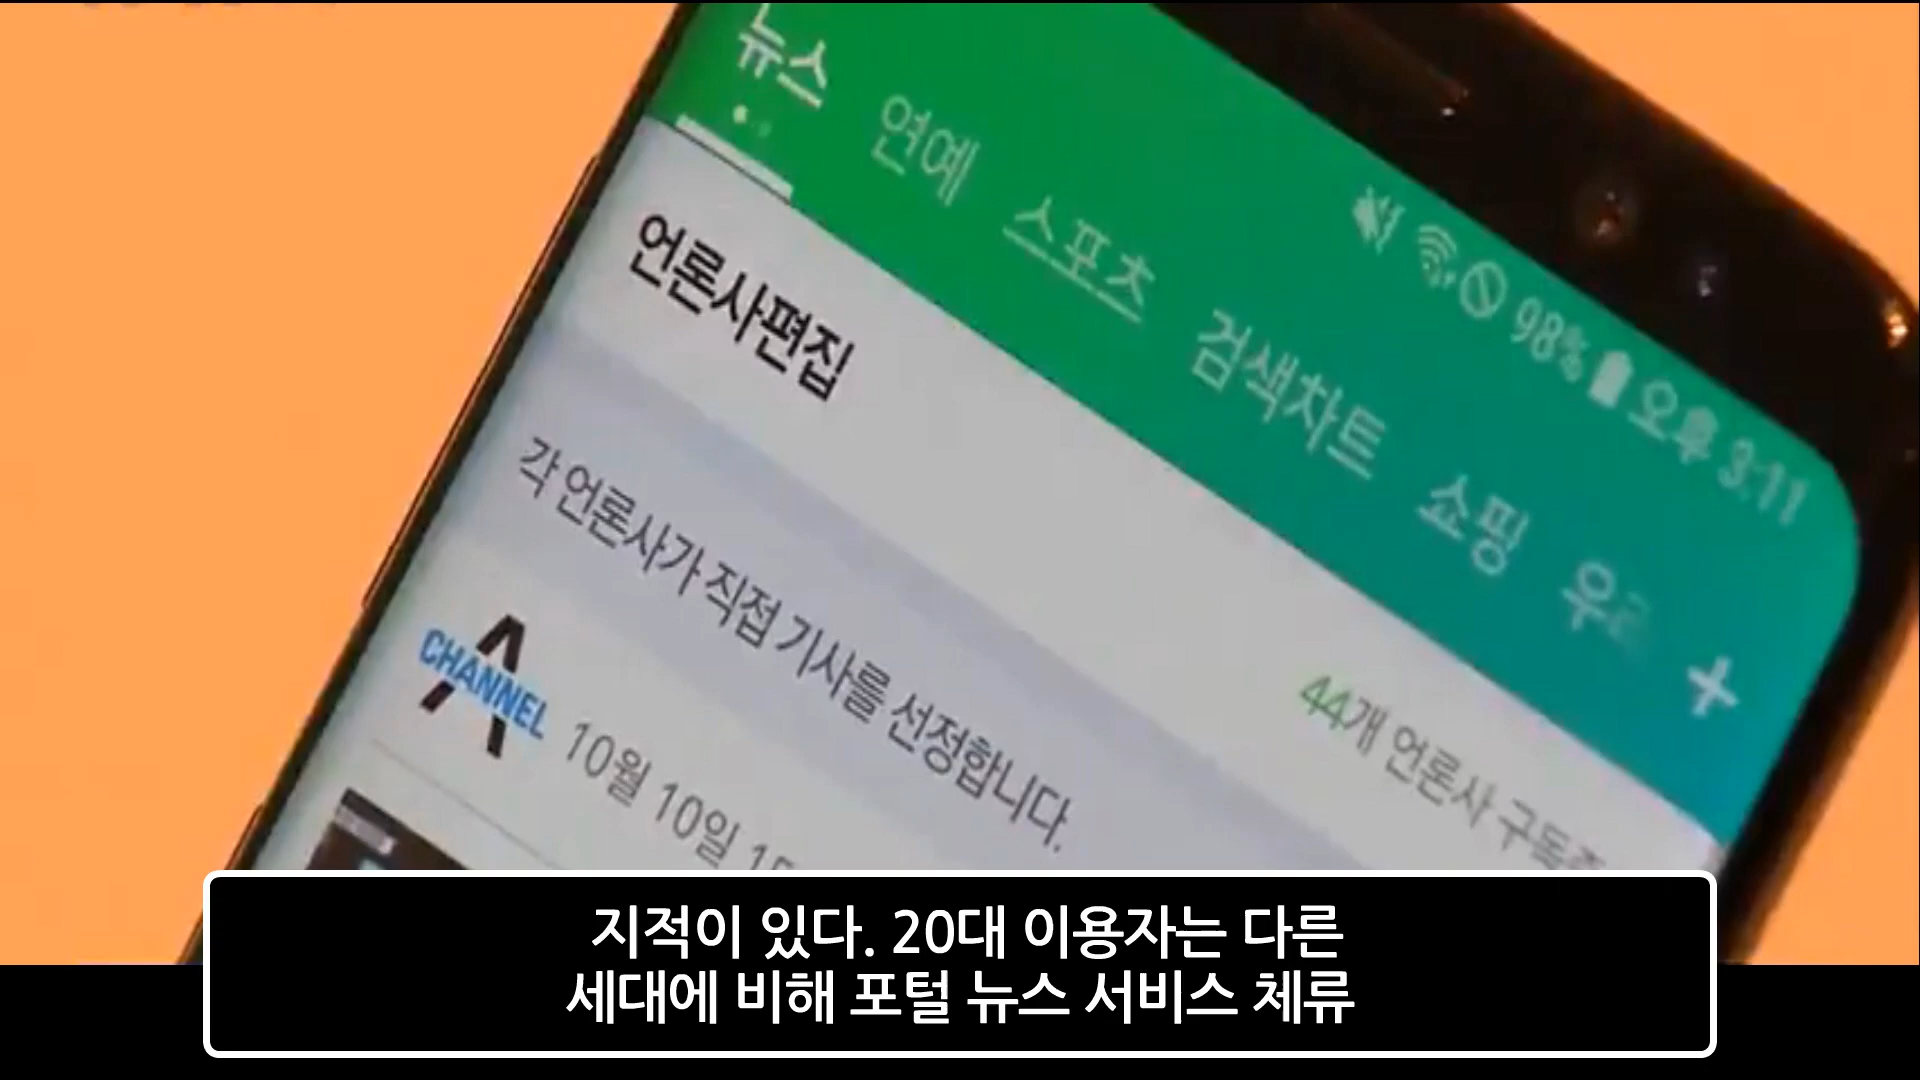 뉴스 연예 스포츠 검색차트 쇼핑
98% 오후 3:11
언론사편집
44개 언론사 구독중
각 언론사가 직접 기사를 선정합니다.
CHANNEL A
10월 10일
지적이 있다. 20대 이용자는 다른
세대에 비해 포털 뉴스 서비스 체류